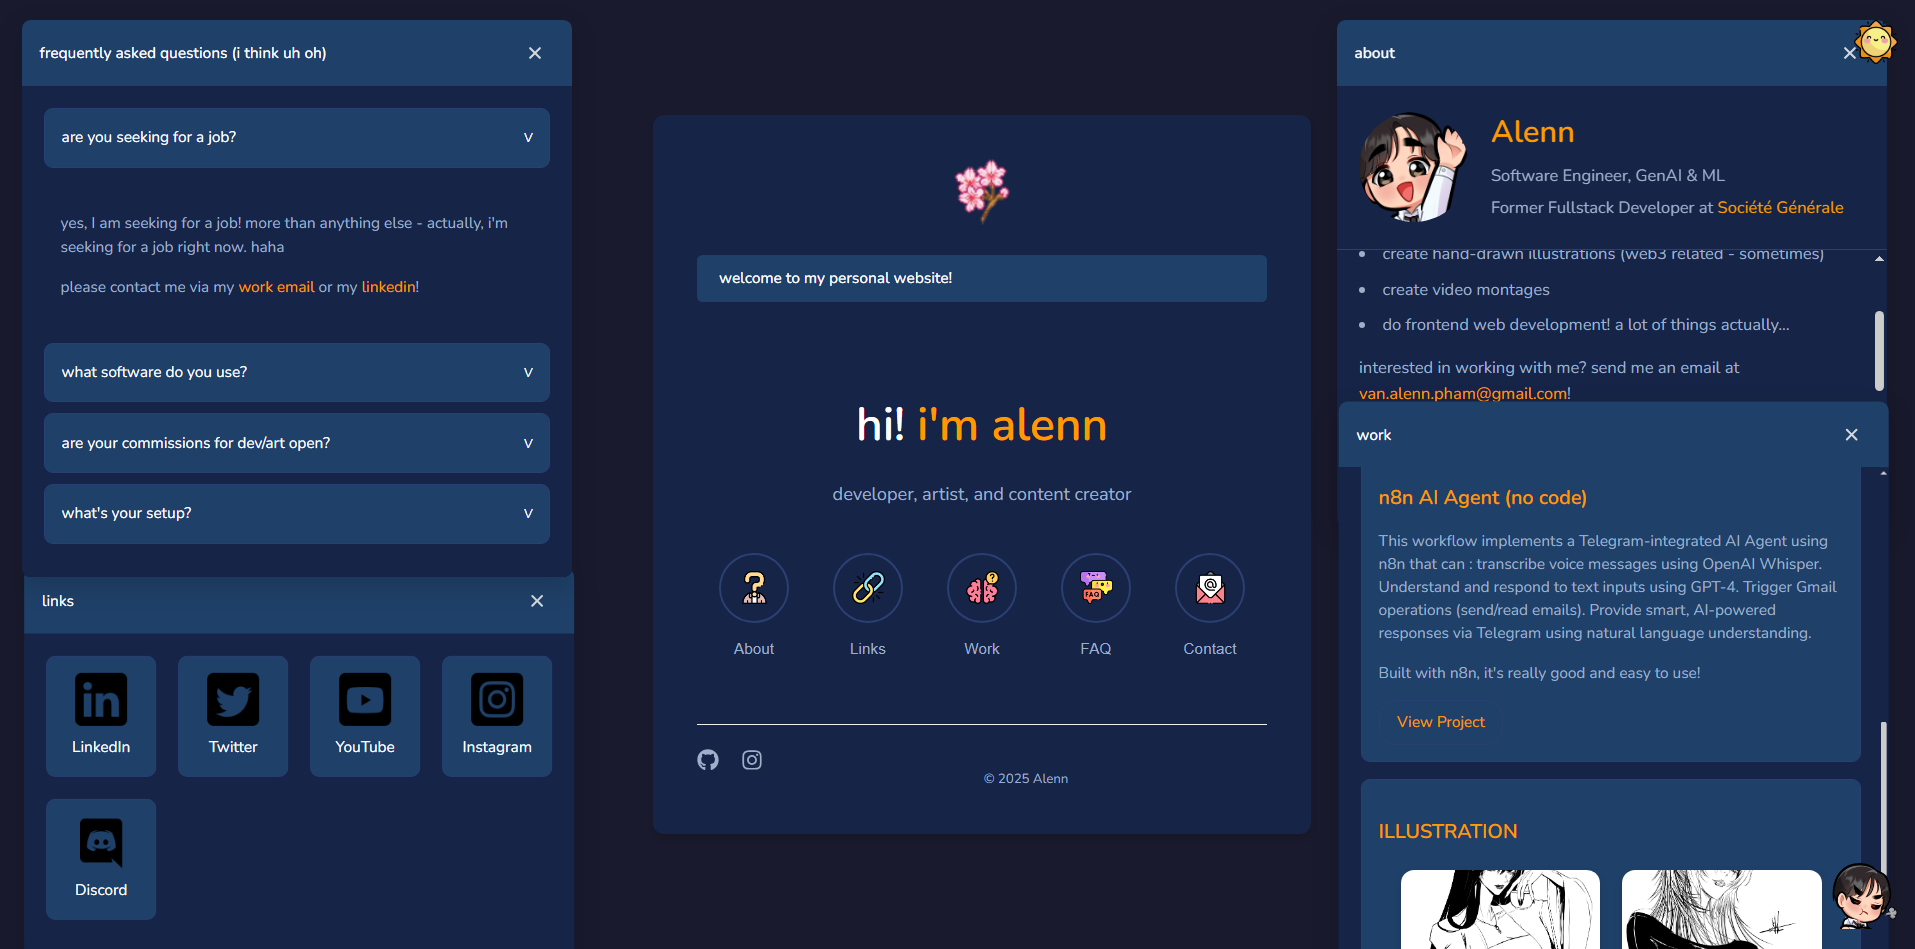 frequently asked questions (i think uh oh)
are you seeking for a job?
v
yes, I am seeking for a job! more than anything else - actually, i'm
seeking for a job right now. haha
please contact me via my work email or my linkedin!
what software do you use?
v
are your commissions for dev/art open?
v
what's your setup?
v
links
LinkedIn
Twitter
YouTube
Instagram
Discord
welcome to my personal website!
hi! i'm alenn
developer, artist, and content creator
FAQ
@
About
Links
Work
FAQ
Contact
© 2025 Alenn
about
Alenn
Software Engineer, GenAI & ML
Former Fullstack Developer at Société Générale
create hand-drawn illustrations (web3 related - sometimes)
create video montages
do frontend web development! a lot of things actually...
interested in working with me? send me an email at
van.alenn.pham@gmail.com!
work
n8n AI Agent (no code)
This workflow implements a Telegram-integrated AI Agent using
n8n that can : transcribe voice messages using OpenAI Whisper.
Understand and respond to text inputs using GPT-4. Trigger Gmail
operations (send/read emails). Provide smart, AI-powered
responses via Telegram using natural language understanding.
Built with n8n, it's really good and easy to use!
View Project
ILLUSTRATION